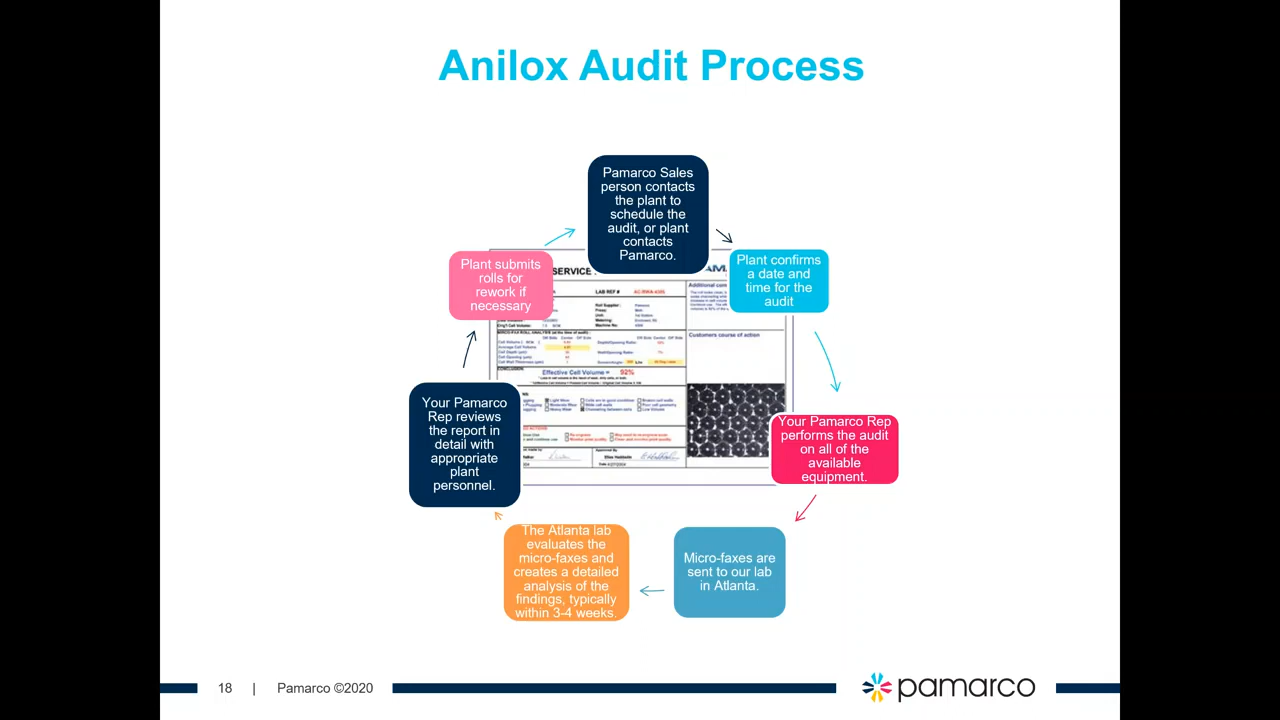 Anilox Audit Process
Pamarco Sales
person contacts
the plant to
schedule the
audit, or plant
contacts
Pamarco.
Plant confirms
a date and
time for the
audit
Your Pamarco Rep
performs the audit
on all of the
available
equipment.
Micro-faxes are
sent to our lab
in Atlanta.
The Atlanta lab
evaluates the
micro-faxes and
creates a detailed
analysis of the
findings, typically
within 3-4 weeks.
Your Pamarco
Rep reviews
the report in
detail with
appropriate
plant
personnel.
Plant submits
rolls for
rework if
necessary
SERVICE
LAB REF #
Additional com
Customers course of action
Effective Cell Volume = 92%
18 | Pamarco ©2020
pamarco